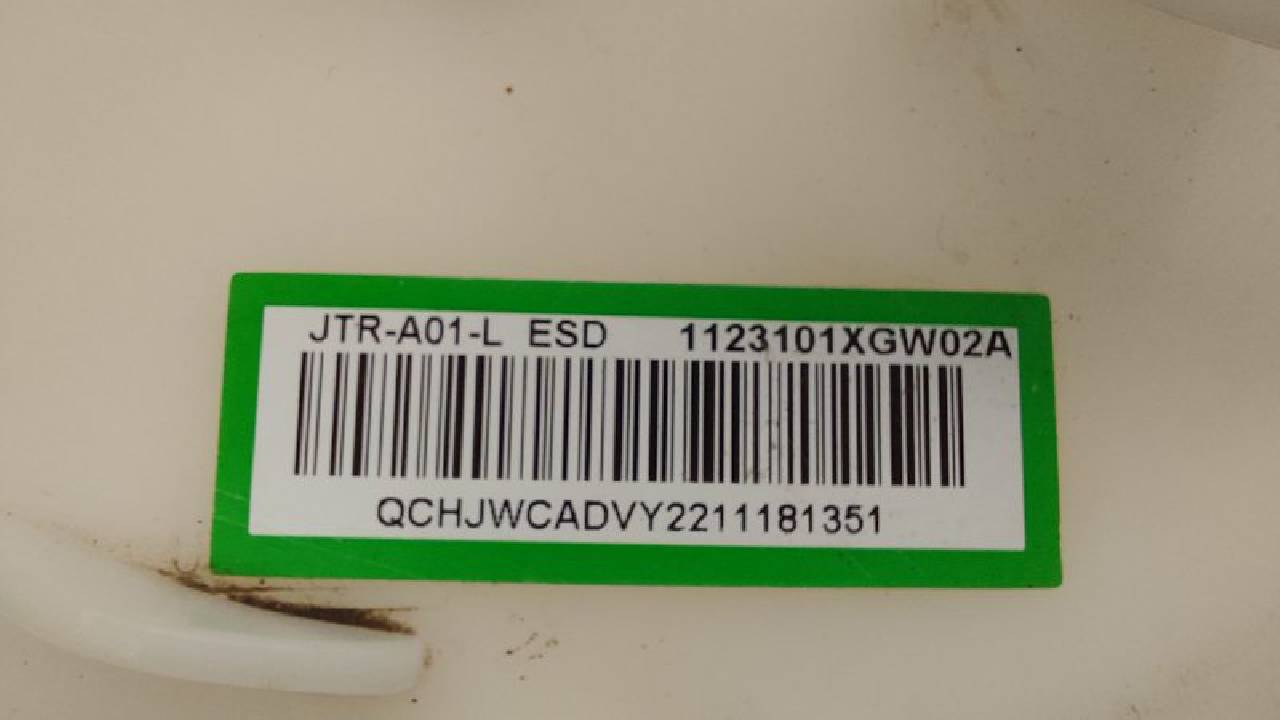 JTR-A01-L ESD 1123101XGW02A
QCHJWCADVY2211181351